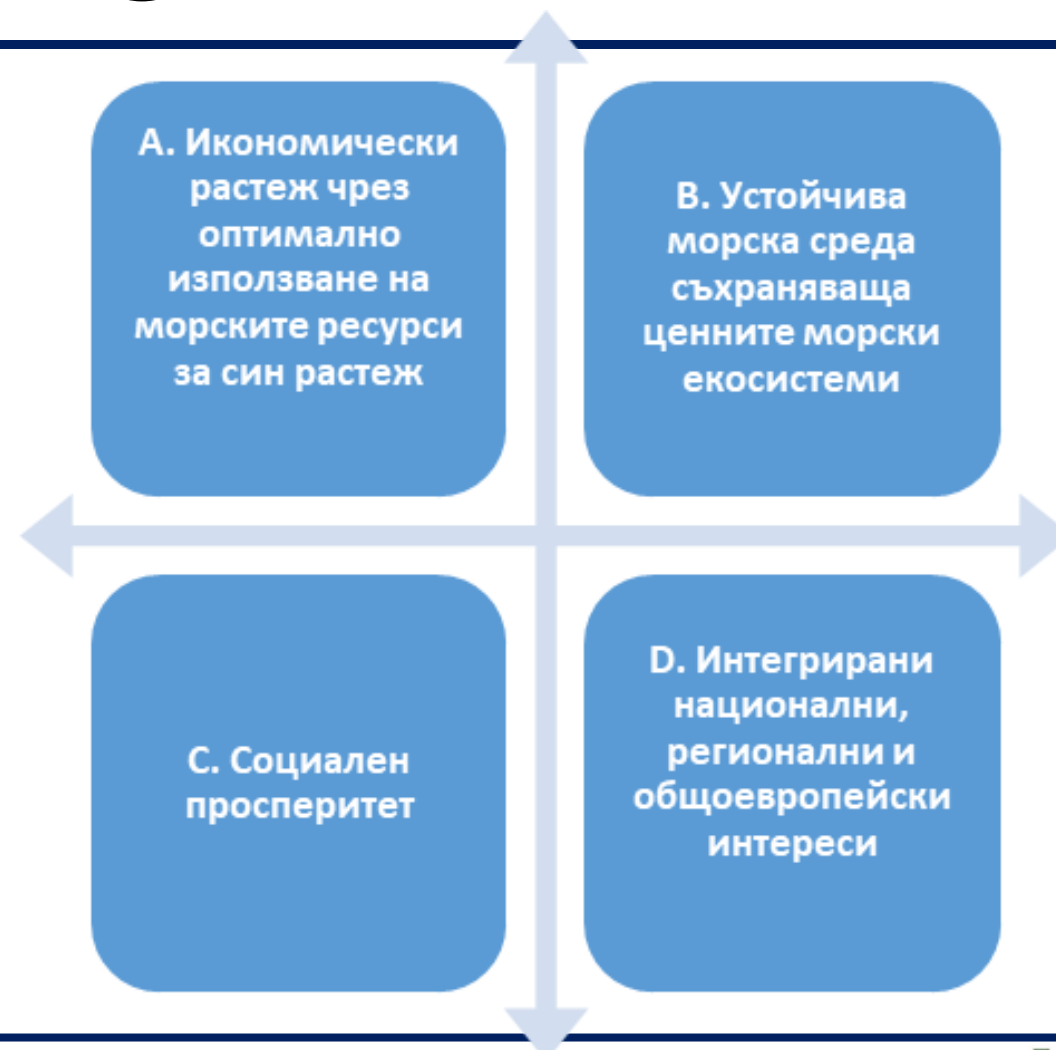 A. Икономически
растеж чрез
оптимално
използване на
морските ресурси
за син растеж
B. Устойчива
морска среда
съхраняваща
ценните морски
екосистеми
C. Социален
просперитет
D. Интегрирани
национални,
регионални и
общоевропейски
интереси